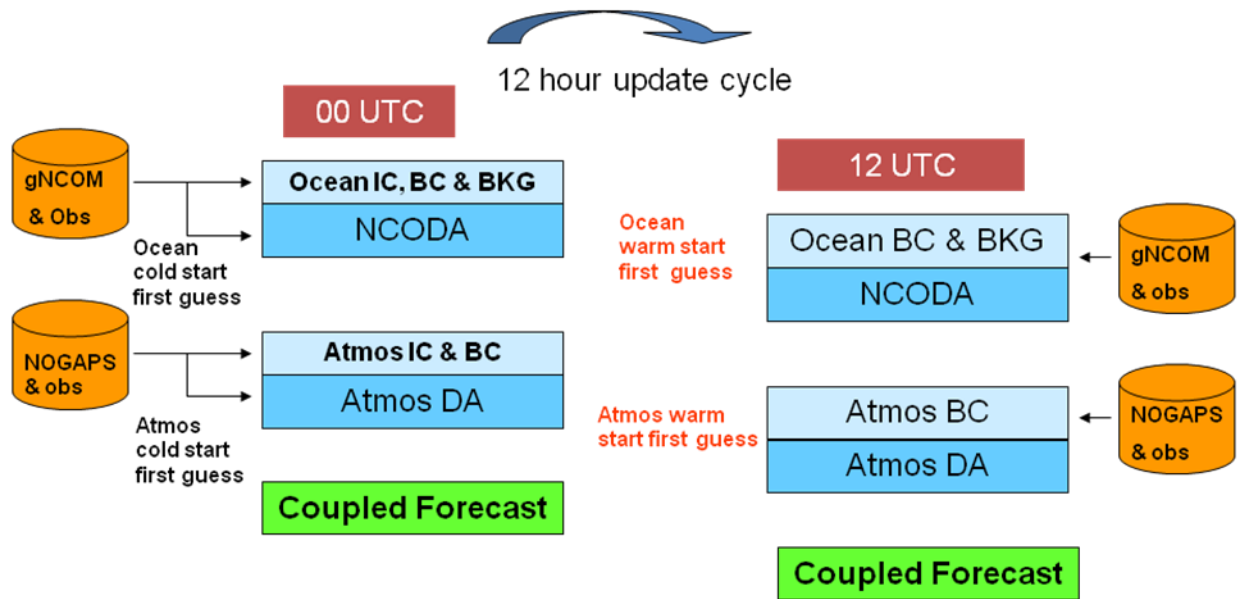 12 hour update cycle
00 UTC
gNCOM
& Obs
Ocean IC, BC & BKG
NCODA
Ocean
cold start
first guess
NOGAPS
& obs
Atmos IC & BC
Atmos DA
Atmos
cold start
first guess
Coupled Forecast
12 UTC
Ocean
warm start
first guess
Ocean BC & BKG
NCODA
gNCOM
& obs
Atmos warm
start first guess
Atmos BC
Atmos DA
NOGAPS
& obs
Coupled Forecast